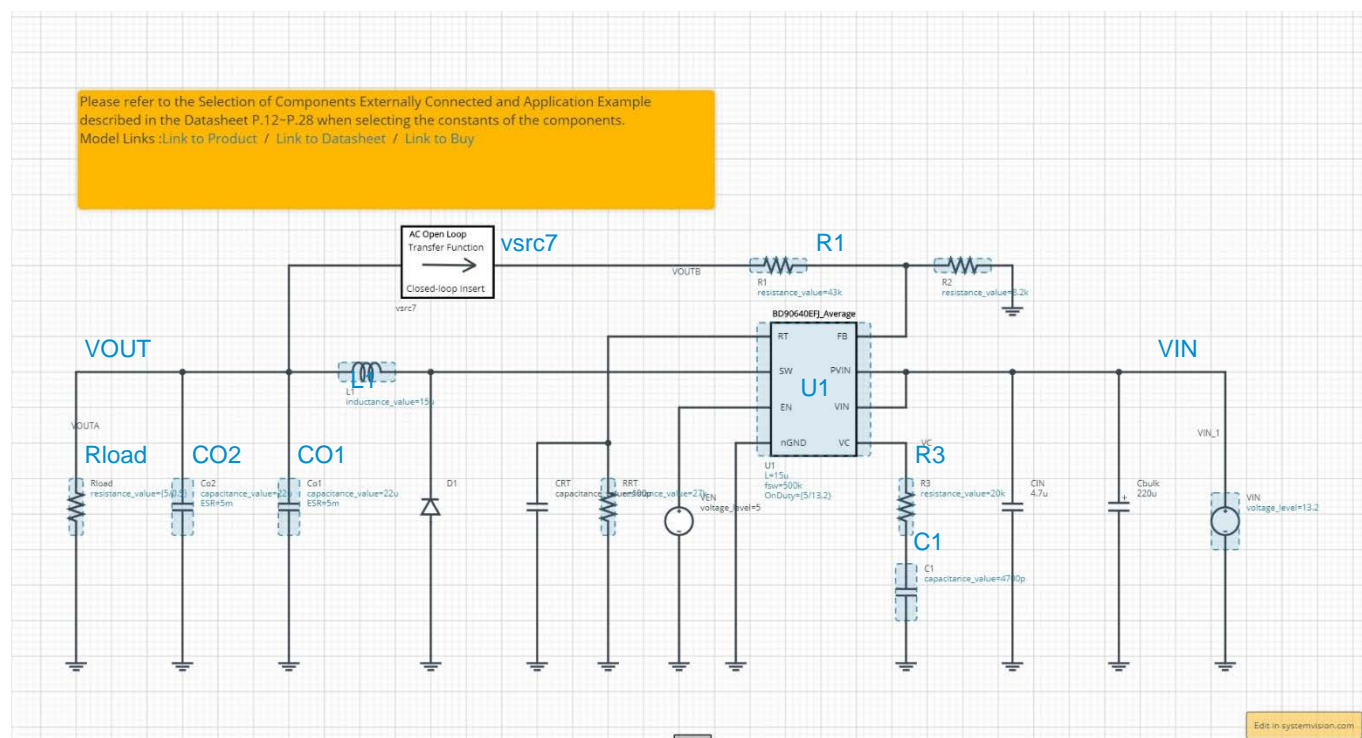 Please refer to the Selection of Components Externally Connected and Application Example
described in the Datasheet P.12~P.28 when selecting the constants of the components.
Model Links :Link to Product / Link to Datasheet / Link to Buy
AC Open Loop
Transfer Function
Closed-loop Insert
vsrc7
vsrc7
VOUTB
R1
R1
resistance_value=43k
R2
BD90640EFJ_Average
RT
FB
SW
PVIN
EN
VIN
nGND
VC
U1
U1
L=15u
fsw=500k
OnDuty={5/13.2}
VOUT
VOUTA
L1
L1
inductance_value=15u
VIN
VIN_1
Rload
Rload
CO2
Co2
ESR=5m
CO1
Co1
capacitance_value=22u
ESR=5m
D1
CRT
RRT
VEN
voltage_level=5
VC
R3
R3
resistance_value=20k
C1
C1
capacitance_value=4700p
CIN
4.7u
Cbulk
220u
+
VIN
voltage_level=13.2
Edit in systemvision.com